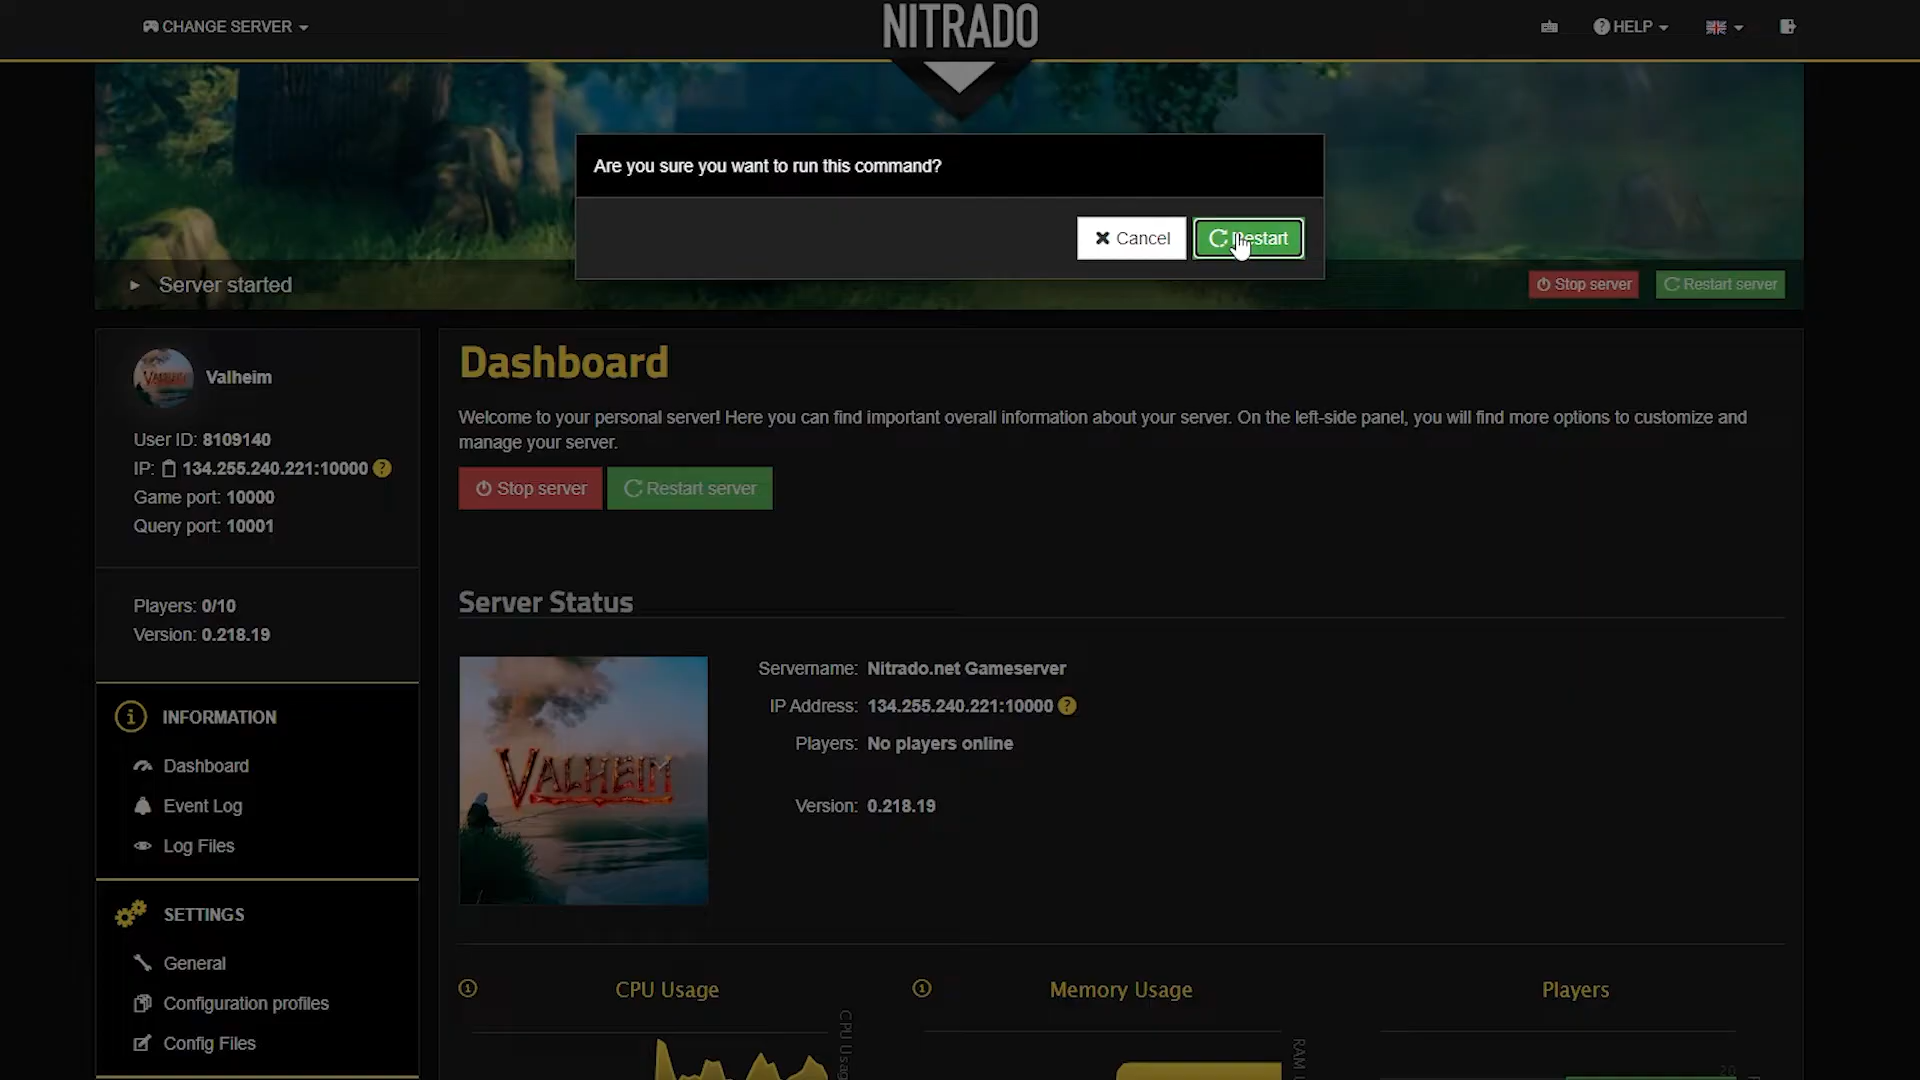 CHANGE SERVER
NITRADO
HELP
Are you sure you want to run this command?
Cancel
Restart
Server started
Stop server
Restart server
Valheim
User ID: 8109140
IP: 134.255.240.221:10000 ?
Game port: 10000
Query port: 10001
Players: 0/10
Version: 0.218.19
INFORMATION
Dashboard
Event Log
Log Files
SETTINGS
General
Configuration profiles
Config Files
Dashboard
Welcome to your personal server! Here you can find important overall information about your server. On the left-side panel, you will find more options to customize and
manage your server.
Stop server
Restart server
Server Status
VALHEIM
Servername: Nitrado.net Gameserver
IP Address: 134.255.240.221:10000 ?
Players: No players online
Version: 0.218.19
CPU Usage
Memory Usage
Players